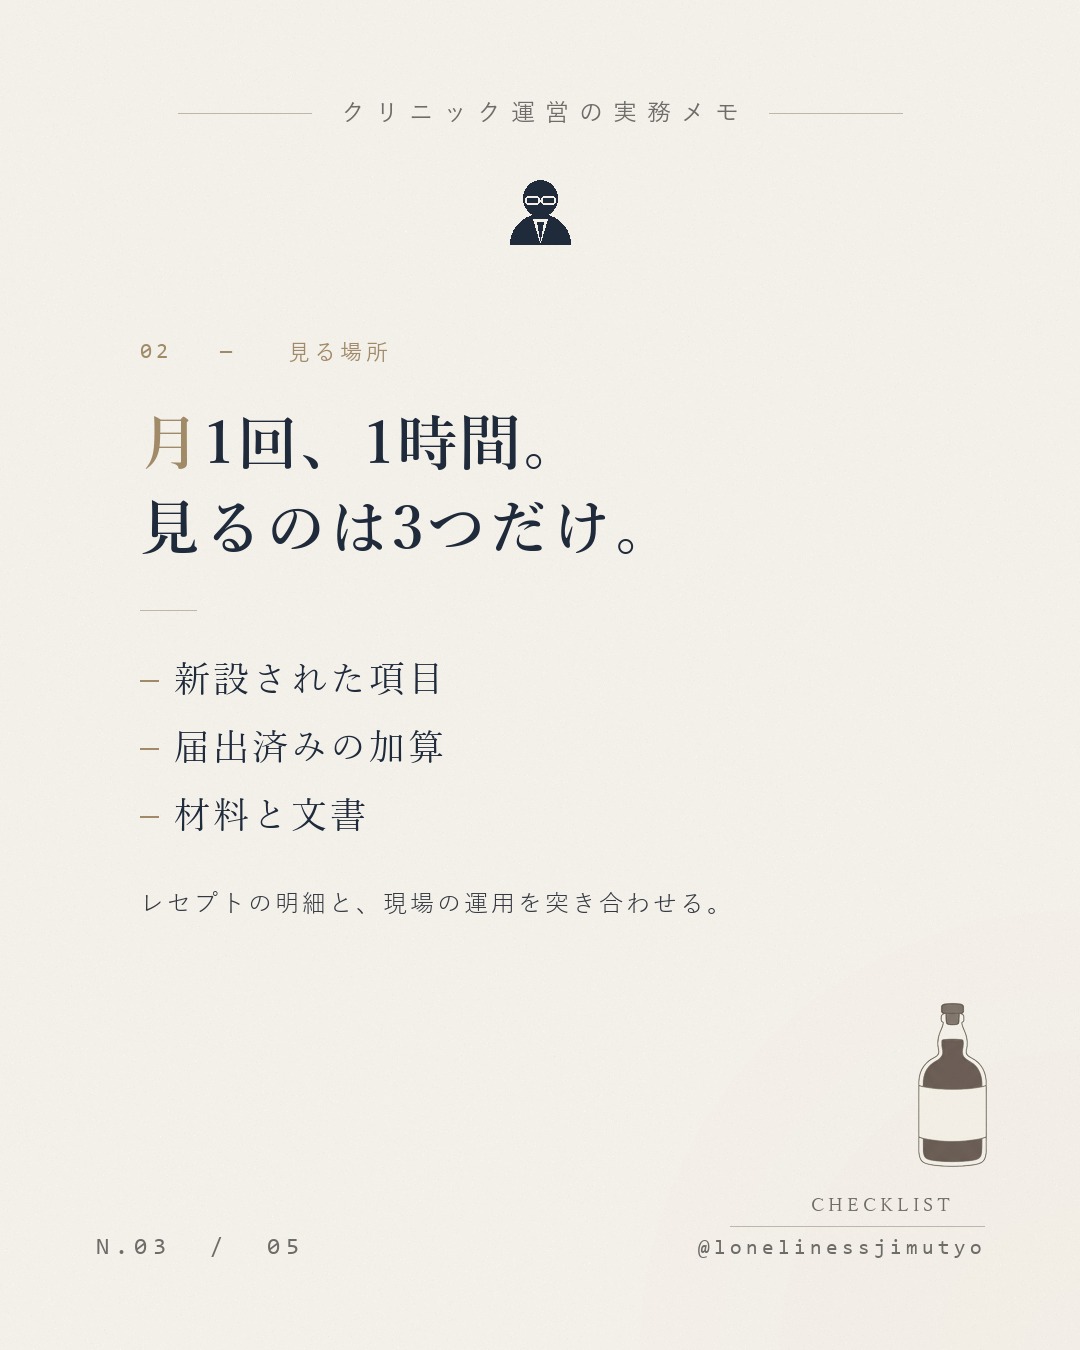 クリニック運営の実務メモ
02 — 見る場所
月1回、1時間。
見るのは3つだけ。
— 新設された項目
— 届出済みの加算
— 材料と文書
レセプトの明細と、現場の運用を突き合わせる。
CHECKLIST
N.03 / 05
@lonelinessjimutyo